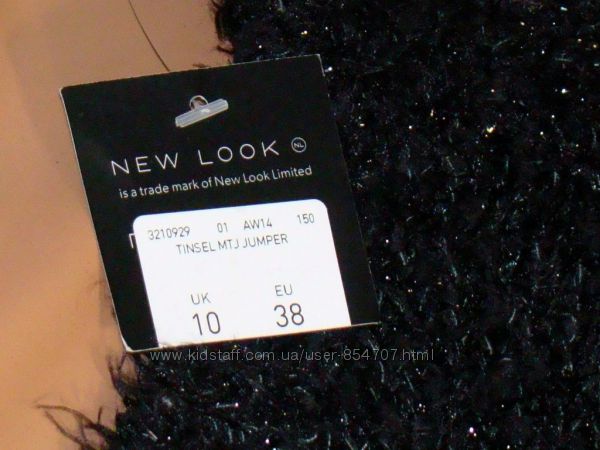 NEW LOOK NL
is a trade mark of New Look Limited
3210929 01 AW14 150
TINSEL MTJ JUMPER
UK EU
10 38
www.kidstaff.com.ua/user-854707.html